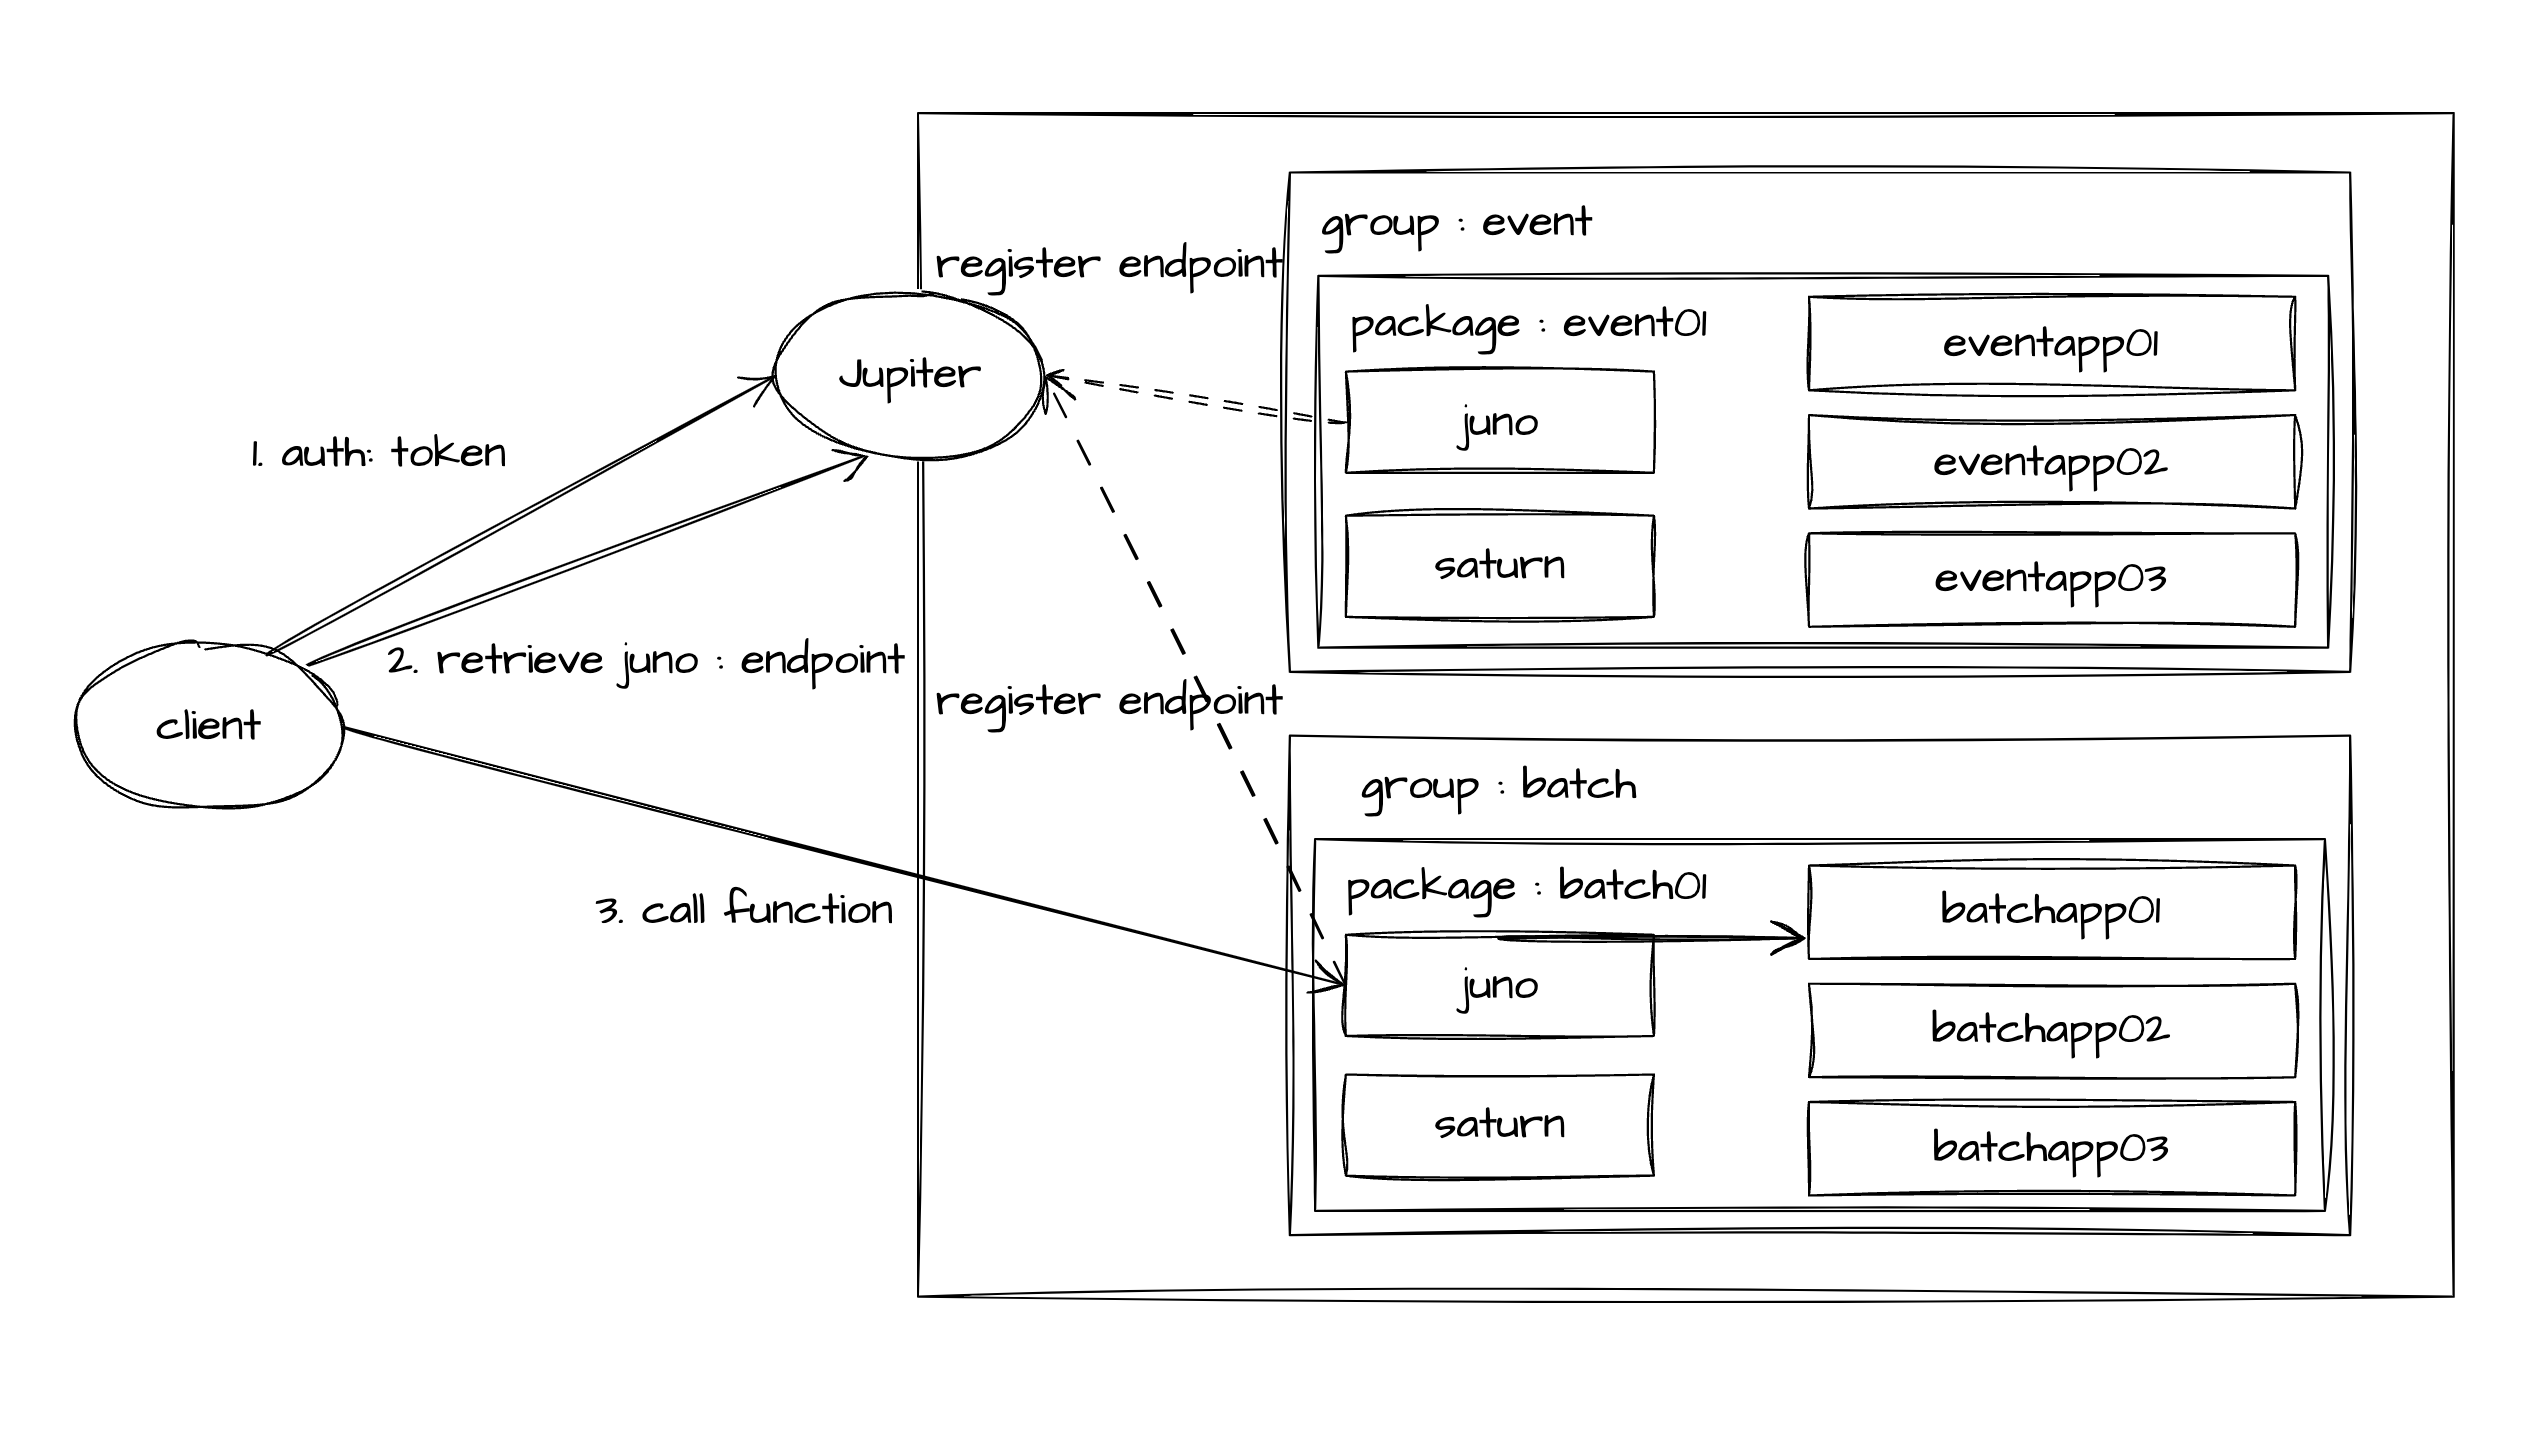 group : event
register endpoint
package : event01
eventapp01
Jupiter
juno
1. auth: token
eventapp02
saturn
eventapp03
2. retrieve juno : endpoint
register endpoint
client
group : batch
package : batch01
3. call function
batchapp01
juno
batchapp02
saturn
batchapp03